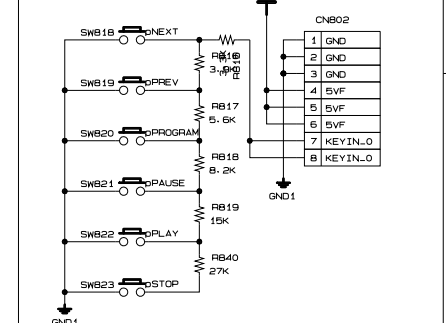 CN802
SW818 NEXT
1 GND
2 GND
3 GND
4 5VF
5 5VF
6 5VF
7 KEYIN_0
8 KEYIN_0
SW819 PREV
R817
5.6K
SW820 PROGRAM
R818
8.2K
SW821 PAUSE
GND1
R819
15K
SW822 PLAY
R840
27K
SW823 STOP
GND1